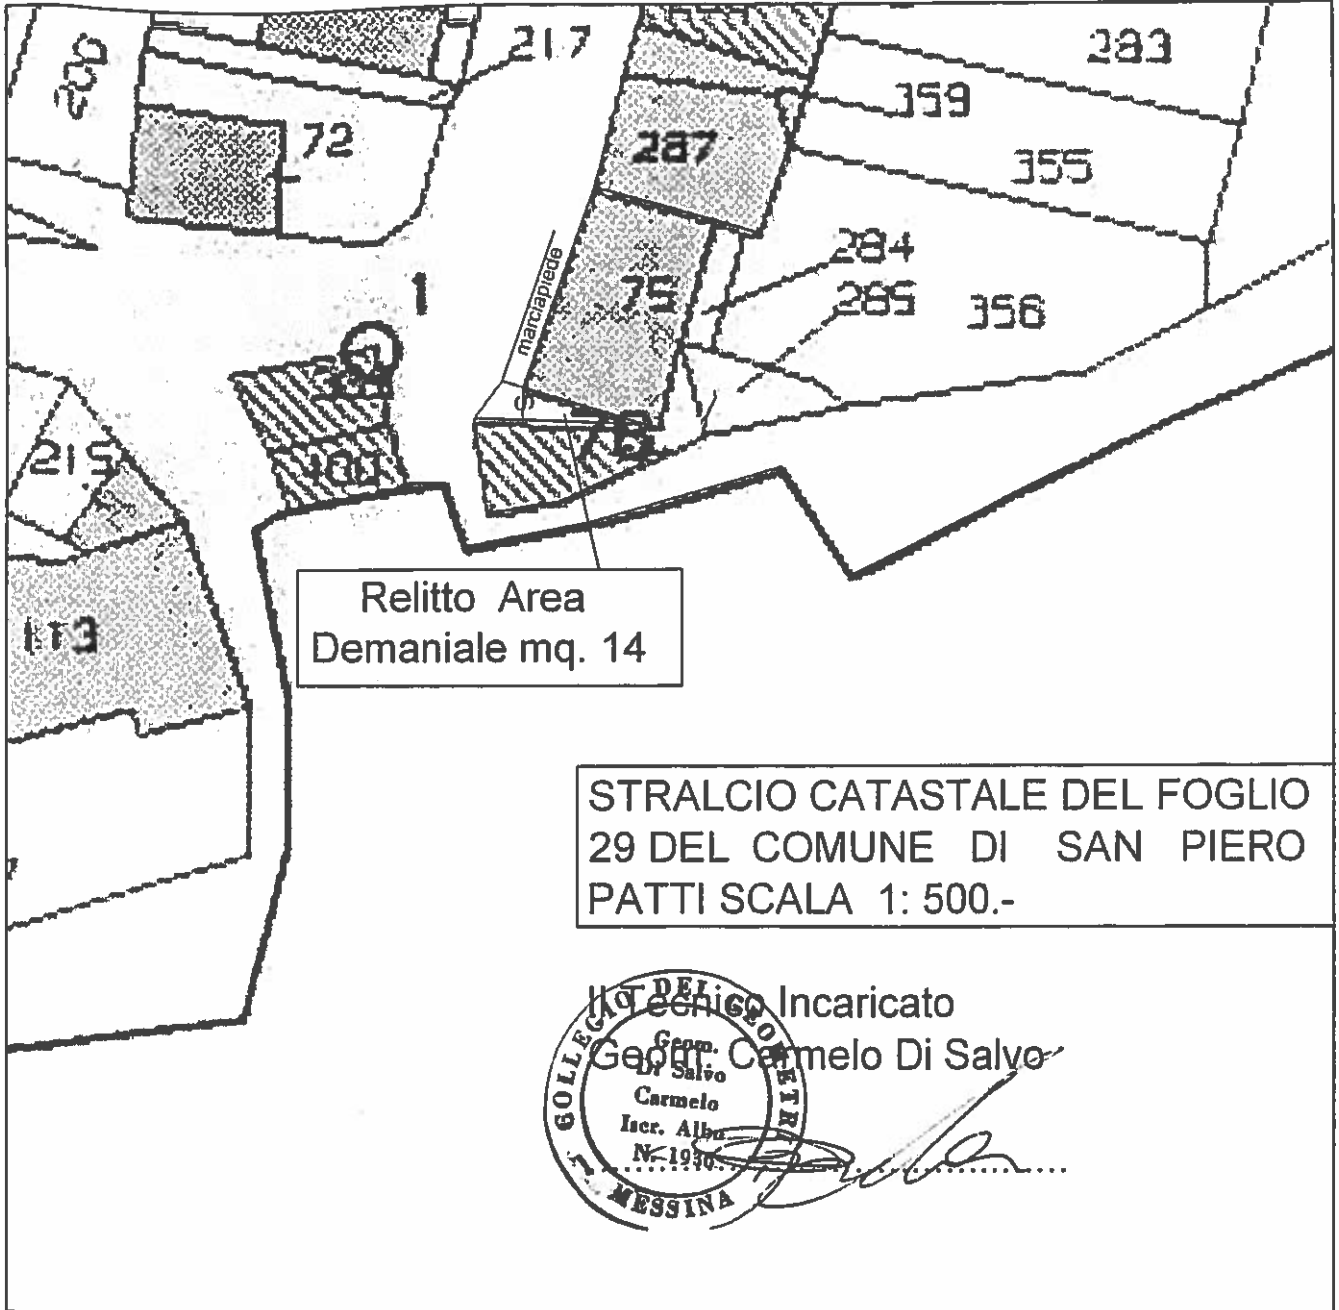 200
217
283
359
72
287
355
284
75
285
356
1
marciapiede
215
113
Relitto Area
Demaniale mq. 14
STRALCIO CATASTALE DEL FOGLIO
29 DEL COMUNE DI SAN PIERO
PATTI SCALA 1: 500.-
Il Tecnico Incaricato
Geom. Carmelo Di Salvo
COLLEGIO DEI GEOMETRI
Geom.
Di Salvo
Carmelo
Iscr. Albo
N. 1930
MESSINA